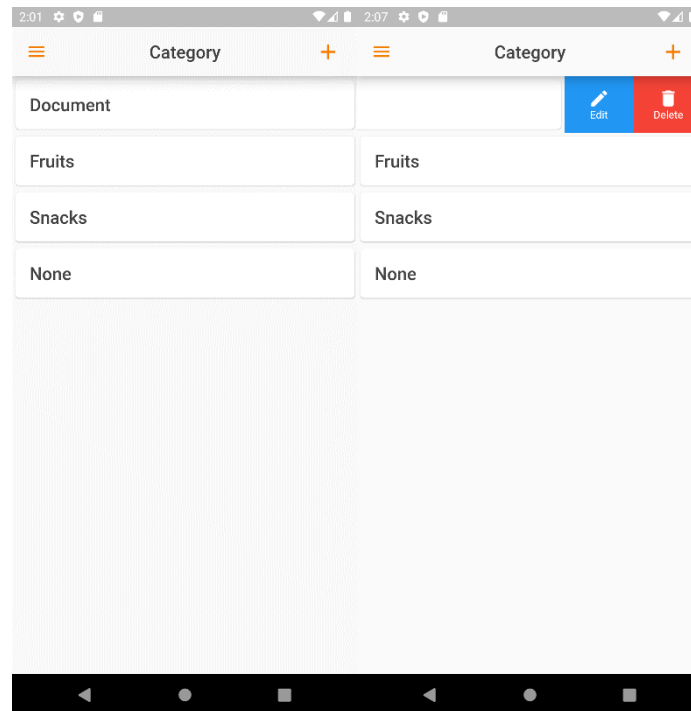 2:01
Category
Document
Fruits
Snacks
None
2:07
Category
Edit
Delete
Fruits
Snacks
None